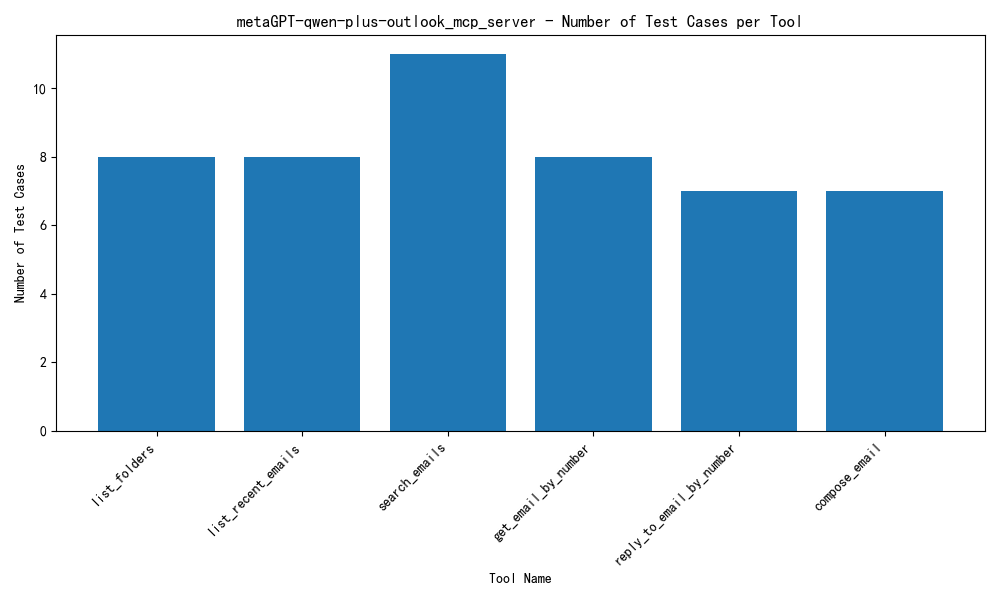 metaGPT-qwen-plus-outlook_mcp_server - Number of Test Cases per Tool
Number of Test Cases
10
8
6
4
2
0
list_folders
list_recent_emails
search_emails
get_email_by_number
reply_to_email_by_number
compose_email
Tool Name